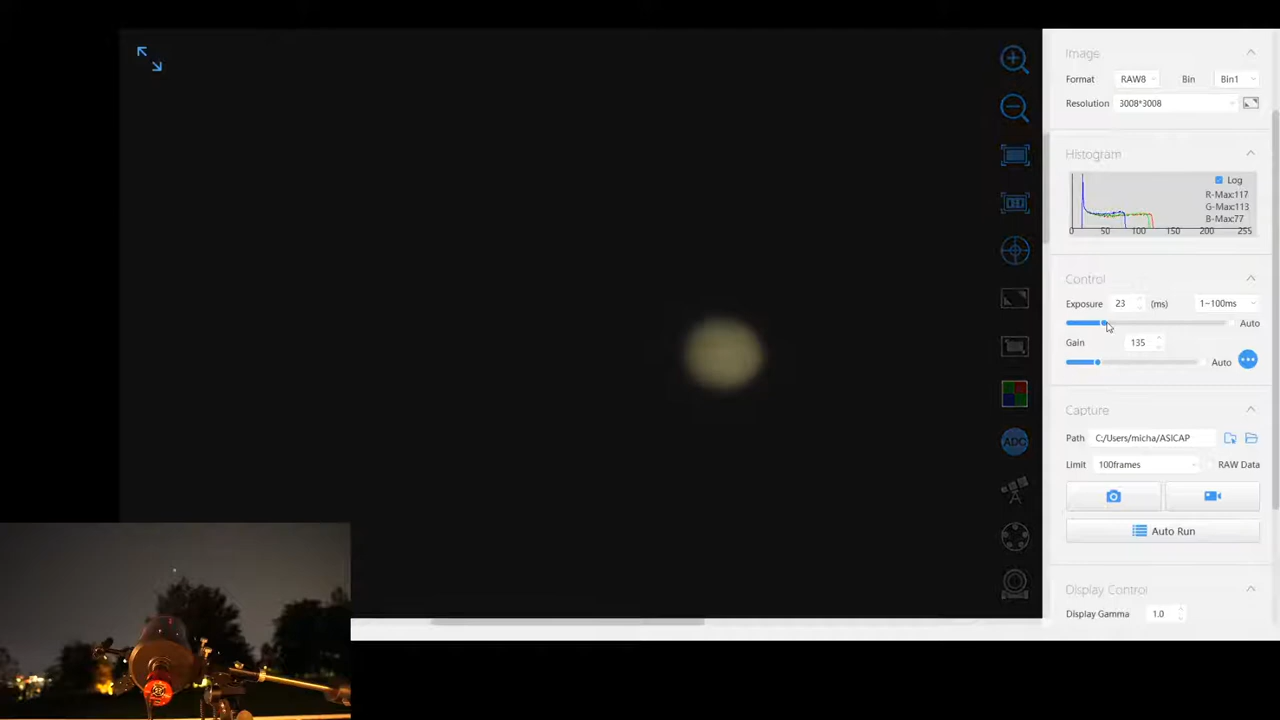 Image
Format RAW8 Bin Bin1
Resolution 3008*3008
Histogram
Log
R-Max:117
G-Max:113
B-Max:77
0 50 100 150 200 255
Control
Exposure 23 (ms) 1~100ms
Auto
Gain 135
Auto
Capture
Path C:/Users/micha/ASICAP
Limit 100frames RAW Data
Auto Run
ADC
Display Control
Display Gamma 1.0